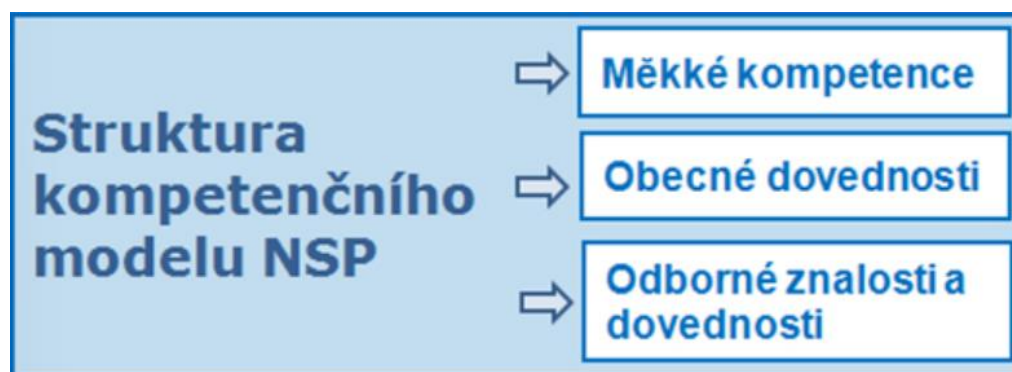 Struktura
kompetenčního
modelu NSP
Měkké kompetence
Obecné dovednosti
Odborné znalosti a
dovednosti